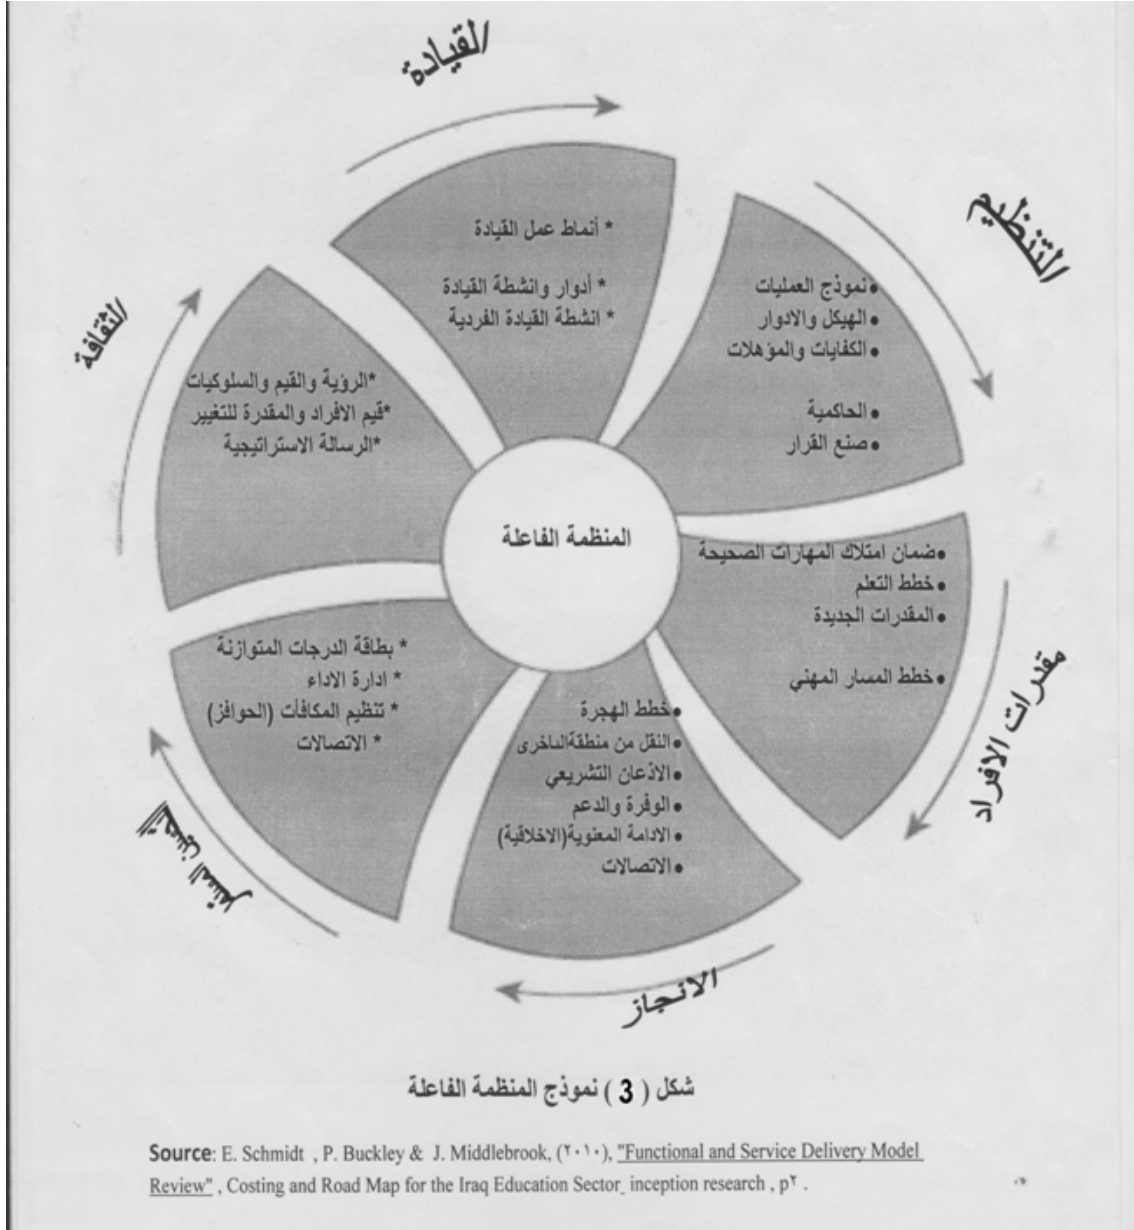 القيادة
* أنماط عمل القيادة
* أدوار وانشطة القيادة
* انشطة القيادة الفردية
التنظيم
• نموذج العمليات
• الهيكل والادوار
• الكفايات والمؤهلات
• الحاكمية
• صنع القرار
مقدرات الافراد
• ضمان امتلاك المهارات الصحيحة
• خطط التعلم
• المقدرات الجديدة
• خطط المسار المهني
الانجاز
• خطط الهجرة
• النقل من منطقة لاخرى
• الاذعان التشريعي
• الوفرة والدعم
• الادامة المعنوية(الاخلاقية)
• الاتصالات
التحسين المستمر
* بطاقة الدرجات المتوازنة
* ادارة الاداء
* تنظيم المكافأت (الحوافز)
* الاتصالات
الثقافة
*الرؤية والقيم والسلوكيات
*قيم الافراد والمقدرة للتغيير
*الرسالة الاستراتيجية
المنظمة الفاعلة
شكل ( 3 ) نموذج المنظمة الفاعلة
Source: E. Schmidt , P. Buckley & J. Middlebrook, (٢٠١٠), "Functional and Service Delivery Model
Review" , Costing and Road Map for the Iraq Education Sector inception research , p٢ .